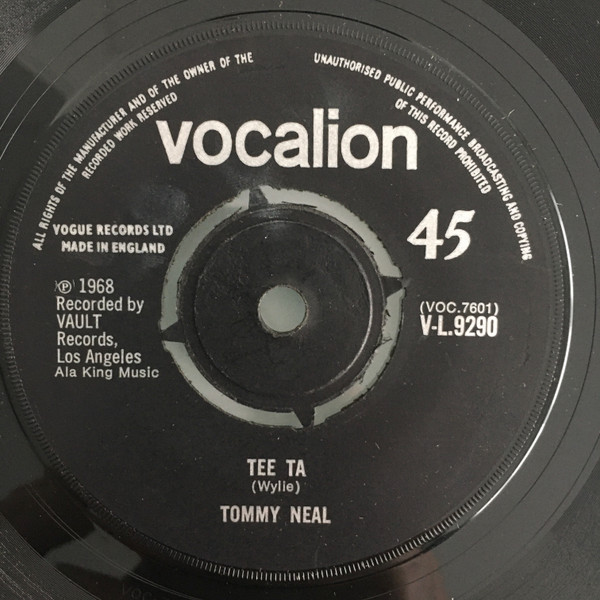 ALL RIGHTS OF THE MANUFACTURER AND OF THE OWNER OF THE
RECORDED WORK RESERVED
UNAUTHORISED PUBLIC PERFORMANCE BROADCASTING AND COPYING
OF THIS RECORD PROHIBITED
vocalion
VOGUE RECORDS LTD
MADE IN ENGLAND
45
℗ 1968
Recorded by
VAULT
Records,
Los Angeles
Ala King Music
(VOC.7601)
V-L.9290
TEE TA
(Wylie)
TOMMY NEAL